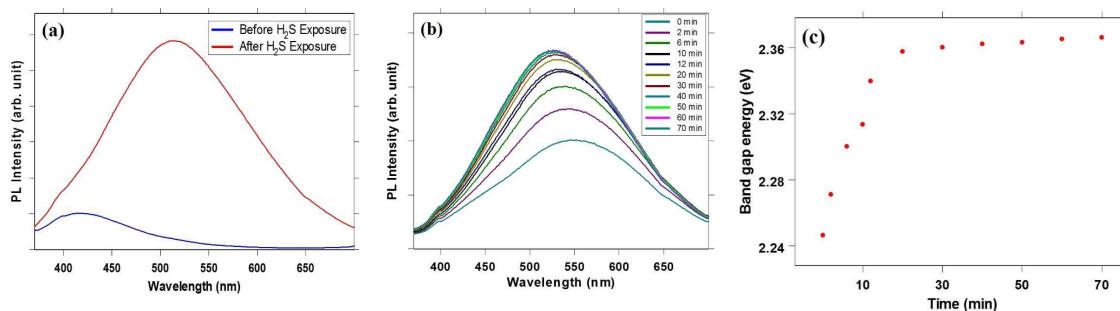 (a)
Before H₂S Exposure
After H₂S Exposure
PL Intensity (arb. unit)
400 450 500 550 600 650
Wavelength (nm)
(b)
0 min
2 min
6 min
10 min
12 min
20 min
30 min
40 min
50 min
60 min
70 min
PL Intensity (arb. unit)
400 450 500 550 600 650
Wavelength (nm)
(c)
2.36
2.32
2.28
2.24
Band gap energy (eV)
10 30 50 70
Time (min)